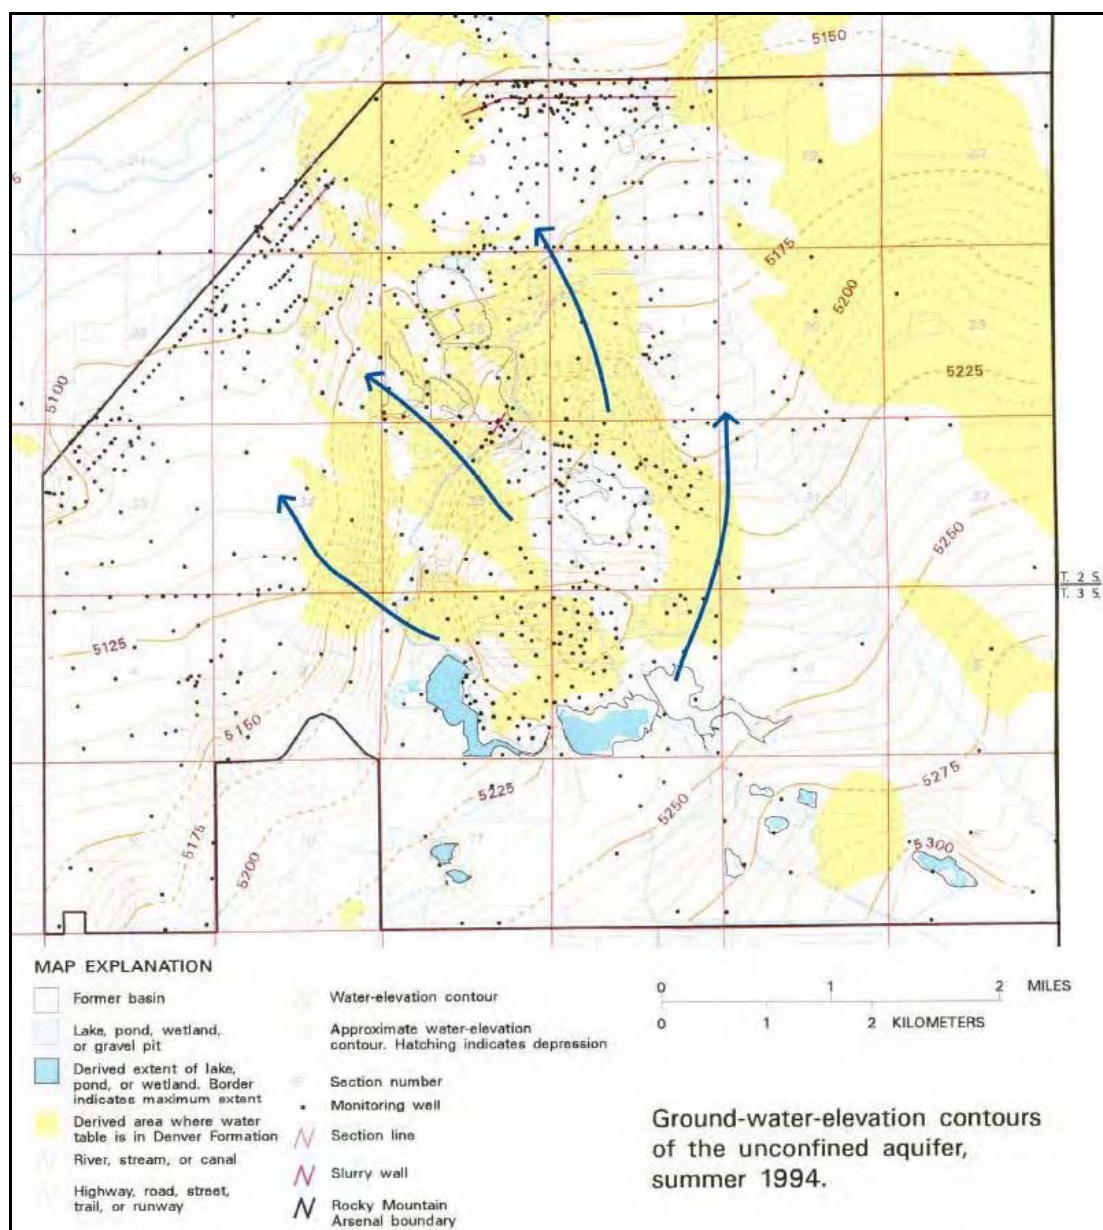 5150
23
5175
5200
5225
5100
5250
T. 2 S.
T. 3 S.
5125
5150
5225
5275
5250
5175
5200
5300
MAP EXPLANATION
Former basin
Lake, pond, wetland,
or gravel pit
Derived extent of lake,
pond, or wetland. Border
indicates maximum extent
Derived area where water
table is in Denver Formation
River, stream, or canal
Highway, road, street,
trail, or runway
Water-elevation contour
Approximate water-elevation
contour. Hatching indicates depression
Section number
Monitoring well
Section line
Slurry wall
Rocky Mountain
Arsenal boundary
0 1 2 MILES
0 1 2 KILOMETERS
Ground-water-elevation contours
of the unconfined aquifer,
summer 1994.